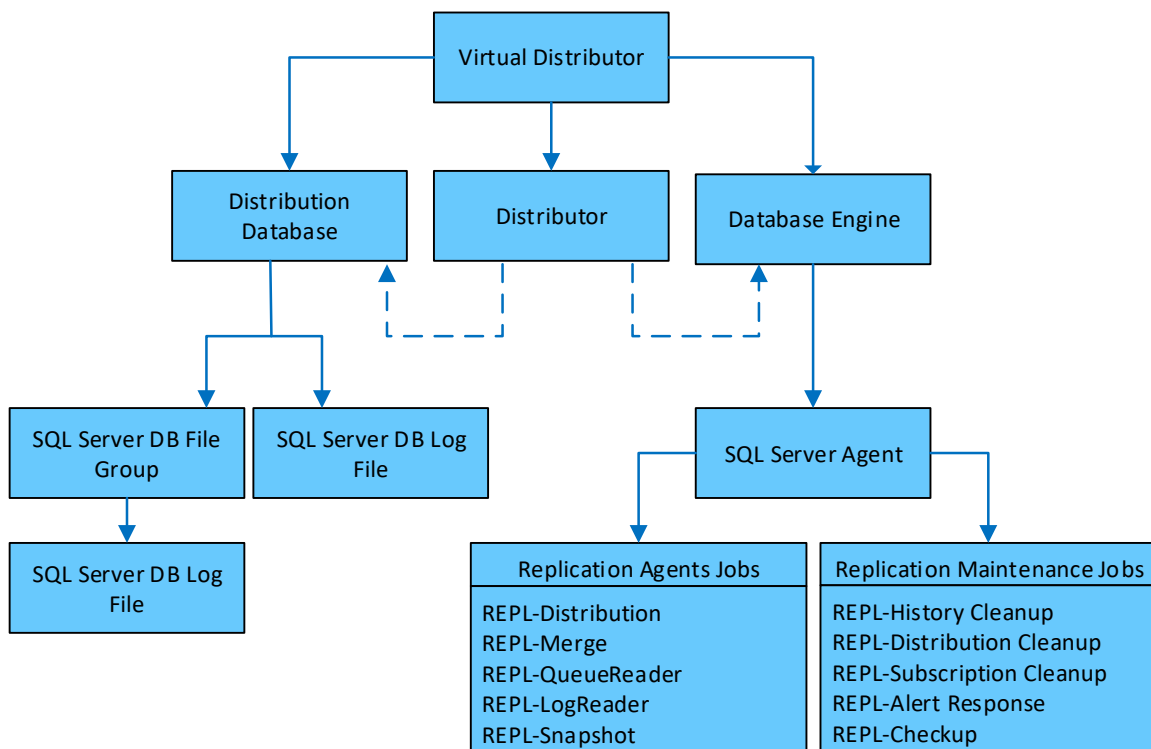 Virtual Distributor
Distribution
Database
Distributor
Database Engine
SQL Server DB File
Group
SQL Server DB Log
File
SQL Server Agent
SQL Server DB Log
File
Replication Agents Jobs
REPL-Distribution
REPL-Merge
REPL-QueueReader
REPL-LogReader
REPL-Snapshot
Replication Maintenance Jobs
REPL-History Cleanup
REPL-Distribution Cleanup
REPL-Subscription Cleanup
REPL-Alert Response
REPL-Checkup